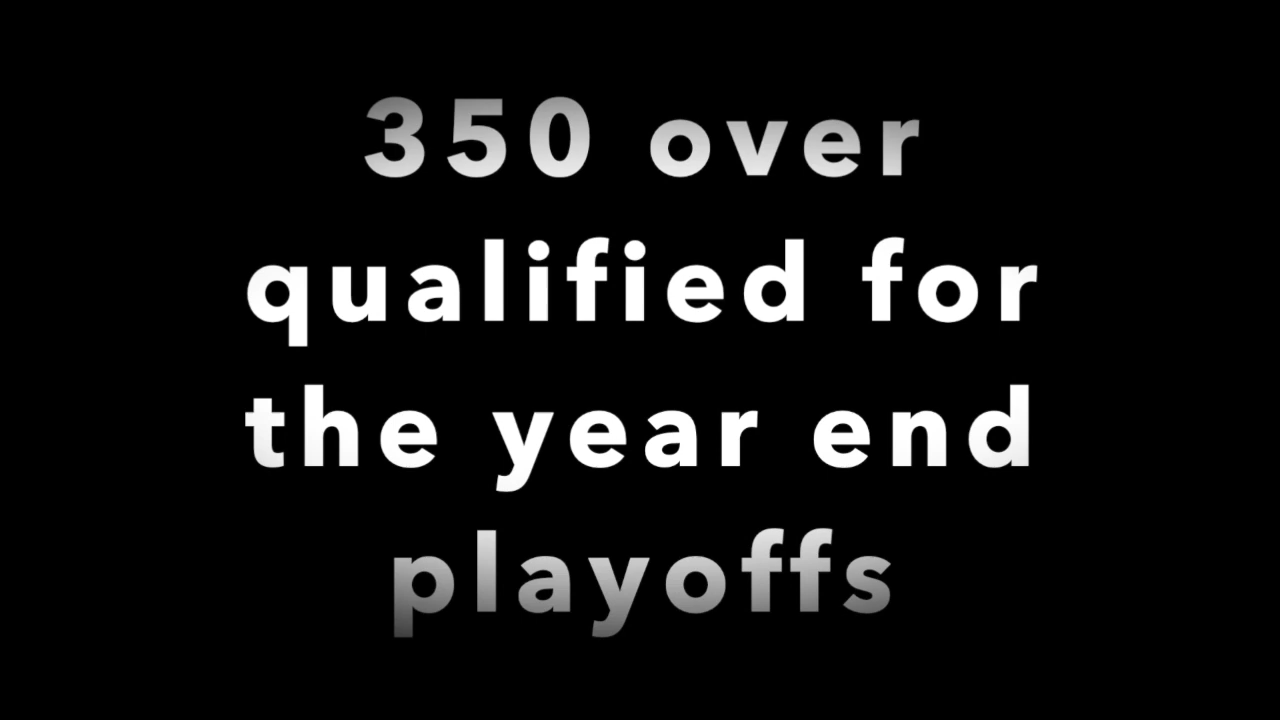 350 over
qualified for
the year end
playoffs